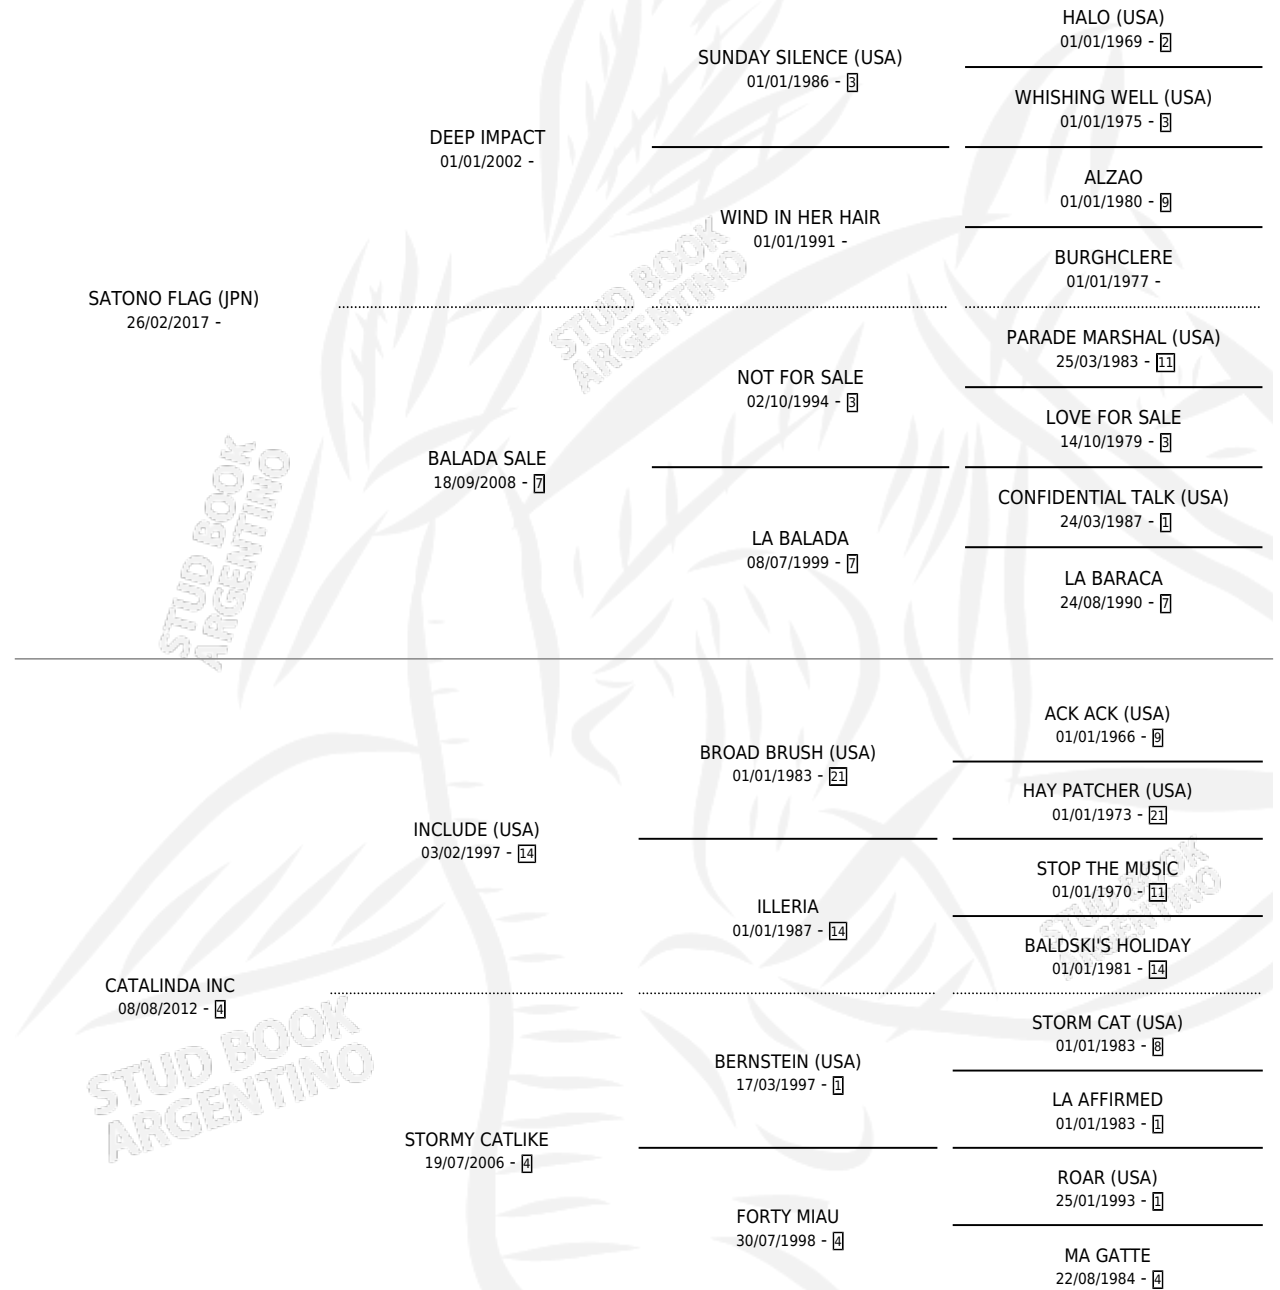 HALO (USA)
01/01/1969 - 2
SUNDAY SILENCE (USA)
01/01/1986 - 3
WHISHING WELL (USA)
01/01/1975 - 3
DEEP IMPACT
01/01/2002 -
ALZAO
01/01/1980 - 9
WIND IN HER HAIR
01/01/1991 -
BURGHCLERE
01/01/1977 -
SATONO FLAG (JPN)
26/02/2017 -
PARADE MARSHAL (USA)
25/03/1983 - 11
NOT FOR SALE
02/10/1994 - 3
LOVE FOR SALE
14/10/1979 - 3
BALADA SALE
18/09/2008 - 7
CONFIDENTIAL TALK (USA)
24/03/1987 - 1
LA BALADA
08/07/1999 - 7
LA BARACA
24/08/1990 - 7
ACK ACK (USA)
01/01/1966 - 9
BROAD BRUSH (USA)
01/01/1983 - 21
HAY PATCHER (USA)
01/01/1973 - 21
INCLUDE (USA)
03/02/1997 - 14
STOP THE MUSIC
01/01/1970 - 11
ILLERIA
01/01/1987 - 14
BALDSKI'S HOLIDAY
01/01/1981 - 14
CATALINDA INC
08/08/2012 - 4
STORM CAT (USA)
01/01/1983 - 8
BERNSTEIN (USA)
17/03/1997 - 1
LA AFFIRMED
01/01/1983 - 1
STORMY CATLIKE
19/07/2006 - 4
ROAR (USA)
25/01/1993 - 1
FORTY MIAU
30/07/1998 - 4
MA GATTE
22/08/1984 - 4
STUD BOOK
ARGENTINO
STUD BOOK
ARGENTINO
STUD BOOK
ARGENTINO
STUD BOOK
ARGENTINO